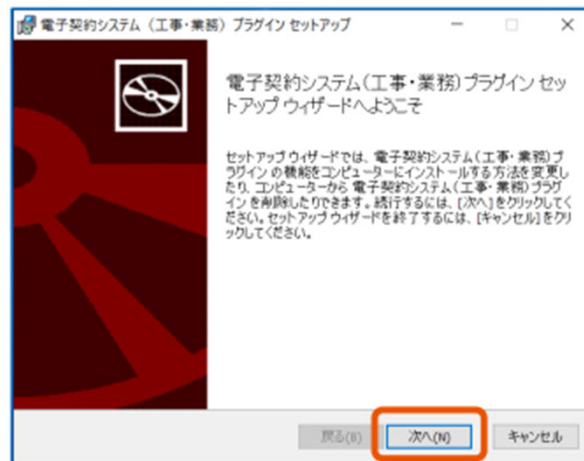 電子契約システム（工事・業務）プラグイン セットアップ
電子契約システム(工事・業務)プラグイン セッ
トアップ ウィザードへようこそ
セットアップ ウィザードでは、電子契約システム(工事・業務)プ
ラグイン の機能をコンピューターにインストールする方法を変更し
たり、コンピューターから 電子契約システム(工事・業務)プラグ
イン を削除したりできます。続行するには、[次へ] をクリックしてく
ださい。セットアップ ウィザードを終了するには、[キャンセル] をクリ
ックしてください。
戻る(B) 次へ(N) キャンセル